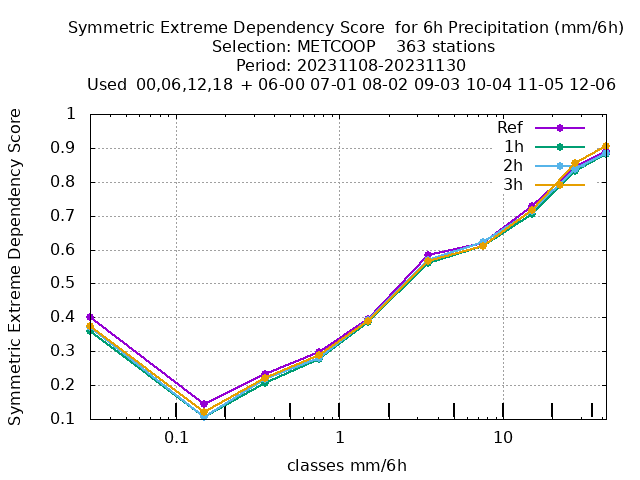 Symmetric Extreme Dependency Score  for 6h Precipitation (mm/6h)
Selection: METCOOP    363 stations
Period: 20231108-20231130
Used  00,06,12,18  + 06-00 07-01 08-02 09-03 10-04 11-05 12-06
Symmetric Extreme Dependency Score
1
0.9
0.8
0.7
0.6
0.5
0.4
0.3
0.2
0.1
Ref
1h
2h
3h
0.1
1
10
classes mm/6h